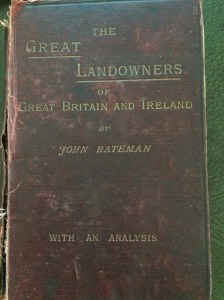 THE
GREAT
LANDOWNERS
OF
GREAT BRITAIN AND IRELAND
BY
JOHN BATEMAN
WITH AN ANALYSIS